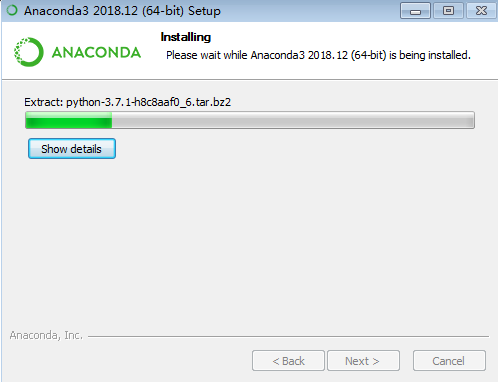 Anaconda3 2018.12 (64-bit) Setup
ANACONDA
Installing
Please wait while Anaconda3 2018.12 (64-bit) is being installed.
Extract: python-3.7.1-h8c8aaf0_6.tar.bz2
Show details
Anaconda, Inc.
< Back
Next >
Cancel